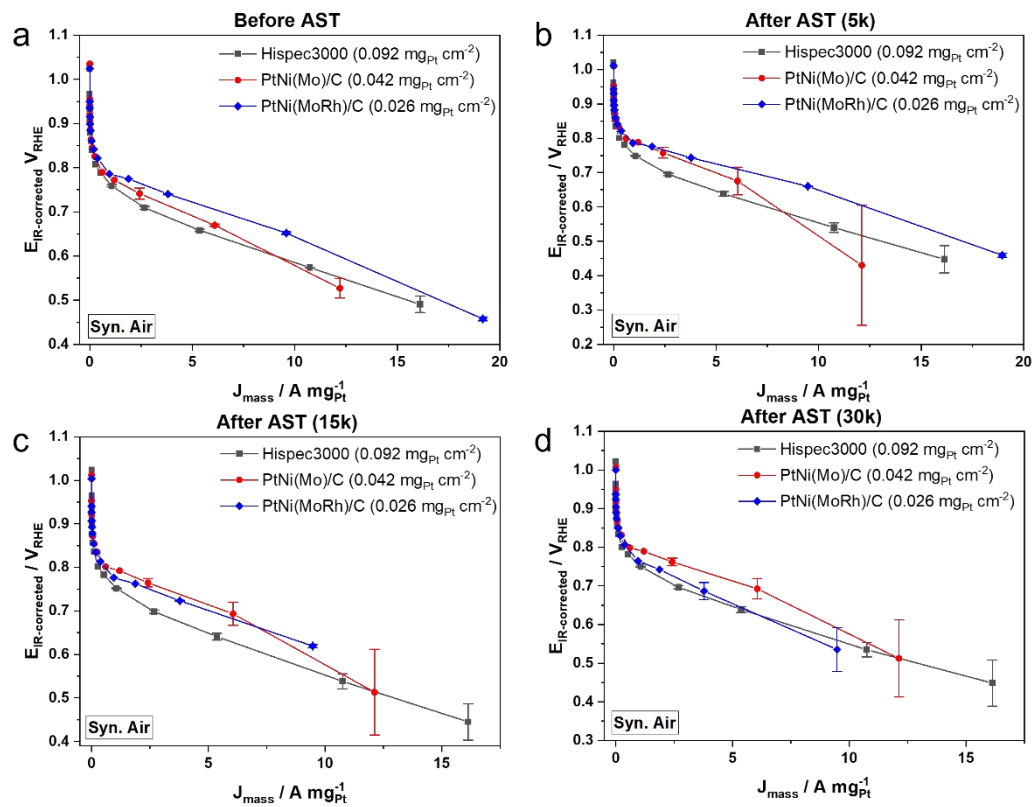 a
Before AST
Hispec3000 (0.092 mgPt cm-2)
PtNi(Mo)/C (0.042 mgPt cm-2)
PtNi(MoRh)/C (0.026 mgPt cm-2)
1.1
1.0
0.9
0.8
0.7
0.6
0.5
0.4
EIR-corrected VRHE
Syn. Air
0 5 10 15 20
Jmass / A mgPt-1
b
After AST (5k)
Hispec3000 (0.092 mgPt cm-2)
PtNi(Mo)/C (0.042 mgPt cm-2)
PtNi(MoRh)/C (0.026 mgPt cm-2)
1.1
1.0
0.9
0.8
0.7
0.6
0.5
0.4
0.3
0.2
EIR-corrected / VRHE
Syn. Air
0 5 10 15 20
Jmass / A mgPt-1
c
After AST (15k)
Hispec3000 (0.092 mgPt cm-2)
PtNi(Mo)/C (0.042 mgPt cm-2)
PtNi(MoRh)/C (0.026 mgPt cm-2)
1.1
1.0
0.9
0.8
0.7
0.6
0.5
0.4
EIR-corrected / VRHE
Syn. Air
0 5 10 15
Jmass / A mgPt-1
d
After AST (30k)
Hispec3000 (0.092 mgPt cm-2)
PtNi(Mo)/C (0.042 mgPt cm-2)
PtNi(MoRh)/C (0.026 mgPt cm-2)
1.1
1.0
0.9
0.8
0.7
0.6
0.5
0.4
0.3
EIR-corrected / VRHE
Syn. Air
0 5 10 15
Jmass / A mgPt-1